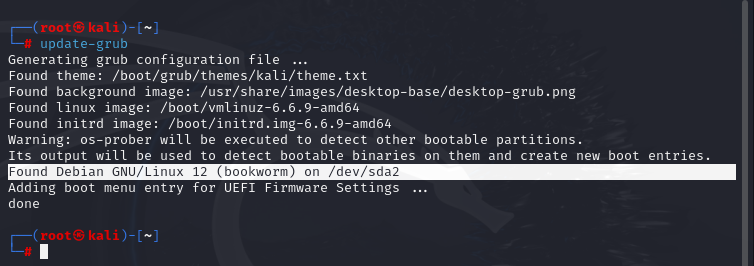 ┌──(root㉿kali)-[~]
└─# update-grub
Generating grub configuration file ...
Found theme: /boot/grub/themes/kali/theme.txt
Found background image: /usr/share/images/desktop-base/desktop-grub.png
Found linux image: /boot/vmlinuz-6.6.9-amd64
Found initrd image: /boot/initrd.img-6.6.9-amd64
Warning: os-prober will be executed to detect other bootable partitions.
Its output will be used to detect bootable binaries on them and create new boot entries.
Found Debian GNU/Linux 12 (bookworm) on /dev/sda2
Adding boot menu entry for UEFI Firmware Settings ...
done
┌──(root㉿kali)-[~]
└─#